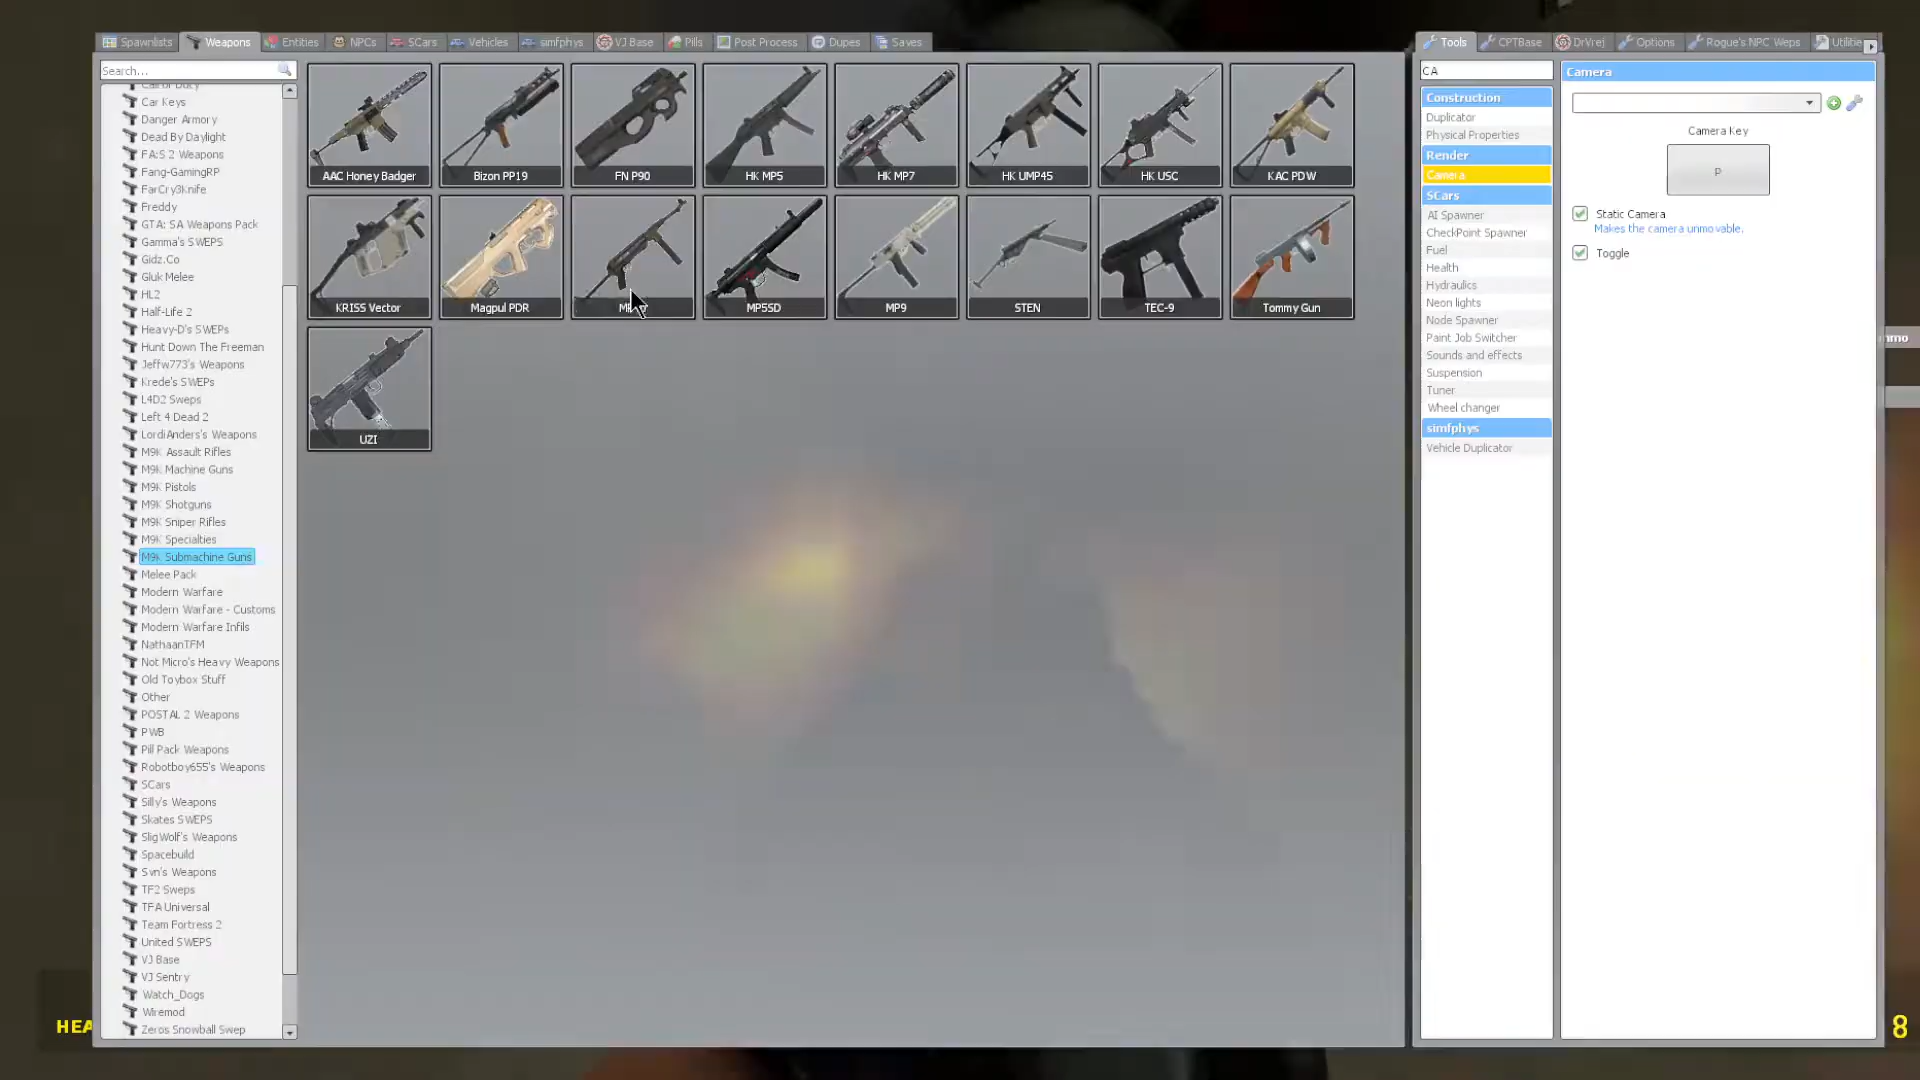 Spawnlists Weapons Entities NPCs SCars Vehicles simfphys VJ Base Pills Post Process Dupes Saves
Search...
Call of Duty
Car Keys
Danger Armory
Dead By Daylight
FA:S 2 Weapons
Fang-GamingRP
FarCry3knife
Freddy
GTA: SA Weapons Pack
Gamma's SWEPS
Gidz.Co
Gluk Melee
HL2
Half-Life 2
Heavy-D's SWEPs
Hunt Down The Freeman
Jeffw773's Weapons
Krede's SWEPs
L4D2 Sweps
Left 4 Dead 2
LordiAnders's Weapons
M9K Assault Rifles
M9K Machine Guns
M9K Pistols
M9K Shotguns
M9K Sniper Rifles
M9K Specialties
M9K Submachine Guns
Melee Pack
Modern Warfare
Modern Warfare - Customs
Modern Warfare Infils
NathaanTFM
Not Micro's Heavy Weapons
Old Toybox Stuff
Other
POSTAL 2 Weapons
PWB
Pill Pack Weapons
Robotboy655's Weapons
SCars
Silly's Weapons
Skates SWEPS
SligWolf's Weapons
Spacebuild
Svn's Weapons
TF2 Sweps
TFA Universal
Team Fortress 2
United SWEPS
VJ Base
VJ Sentry
Watch_Dogs
Wiremod
Zeros Snowball Swep
AAC Honey Badger Bizon PP19 FN P90 HK MP5 HK MP7 HK UMP45 HK USC KAC PDW
KRISS Vector Magpul PDR MP5SD MP9 STEN TEC-9 Tommy Gun
UZI
Tools CPTBase DrVrej Options Rogue's NPC Weps Utilitie
CA
Construction
Duplicator
Physical Properties
Render
Camera
SCars
AI Spawner
CheckPoint Spawner
Fuel
Health
Hydraulics
Neon lights
Node Spawner
Paint Job Switcher
Sounds and effects
Suspension
Tuner
Wheel changer
simfphys
Vehicle Duplicator
Camera
Camera Key
P
Static Camera
Makes the camera unmovable.
Toggle
mmo
HEA
8